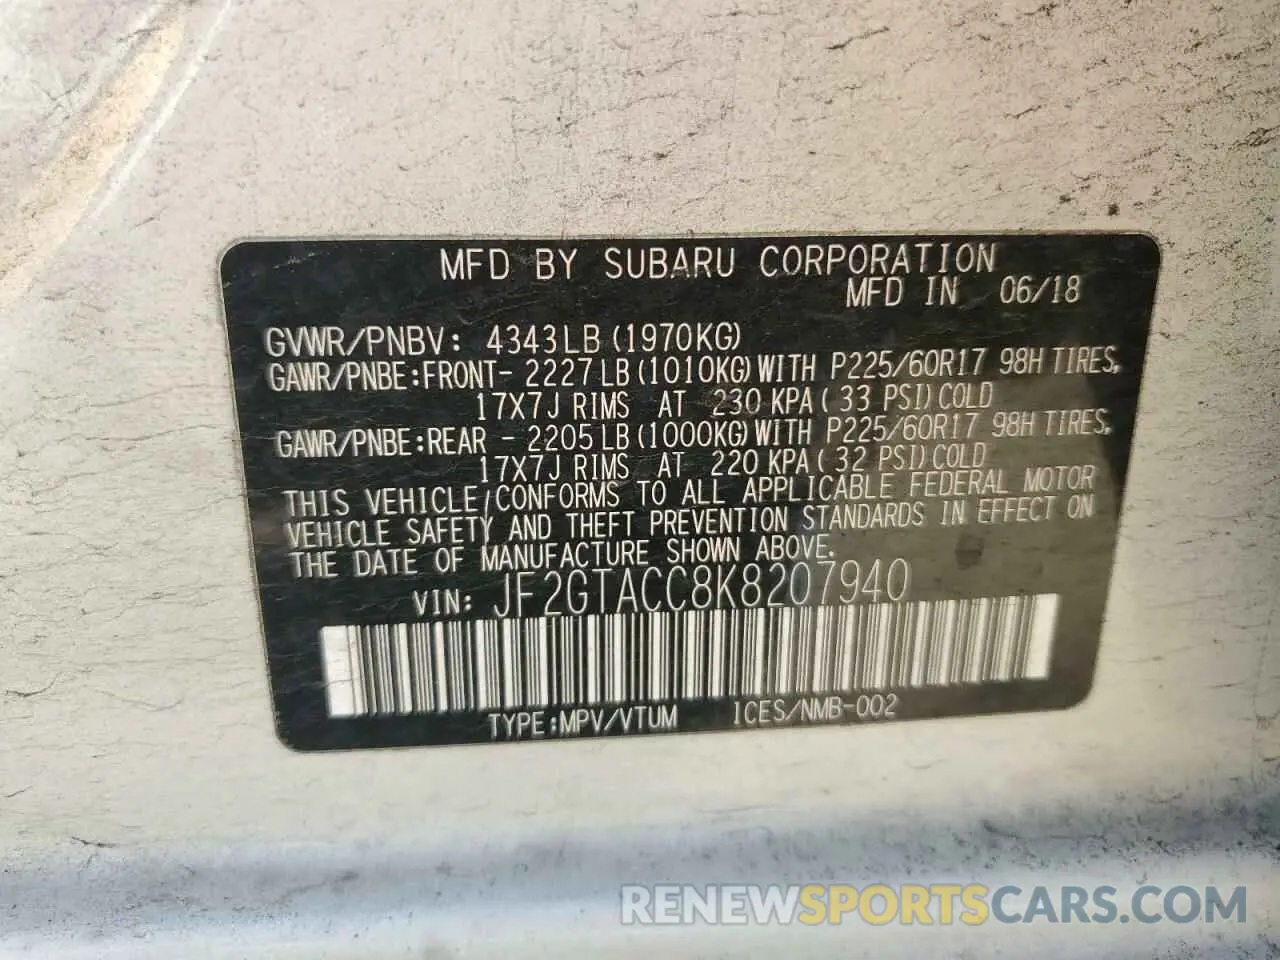 MFD BY SUBARU CORPORATION
MFD IN 06/18
GVWR/PNBV: 4343LB (1970KG)
GAWR/PNBE:FRONT- 2227LB(1010KG)WITH P225/60R17 98H TIRES,
17X7J RIMS AT 230 KPA( 33 PSI)COLD
GAWR/PNBE:REAR - 2205LB(1000KG)WITH P225/60R17 98H TIRES,
17X7J RIMS AT 220 KPA( 32 PSI)COLD
THIS VEHICLE/CONFORMS TO ALL APPLICABLE FEDERAL MOTOR
VEHICLE SAFETY AND THEFT PREVENTION STANDARDS IN EFFECT ON
THE DATE OF MANUFACTURE SHOWN ABOVE.
VIN: JF2GTACC8K8207940
TYPE:MPV/VTUM ICES/NMB-002
RENEWSPORTSCARS.COM